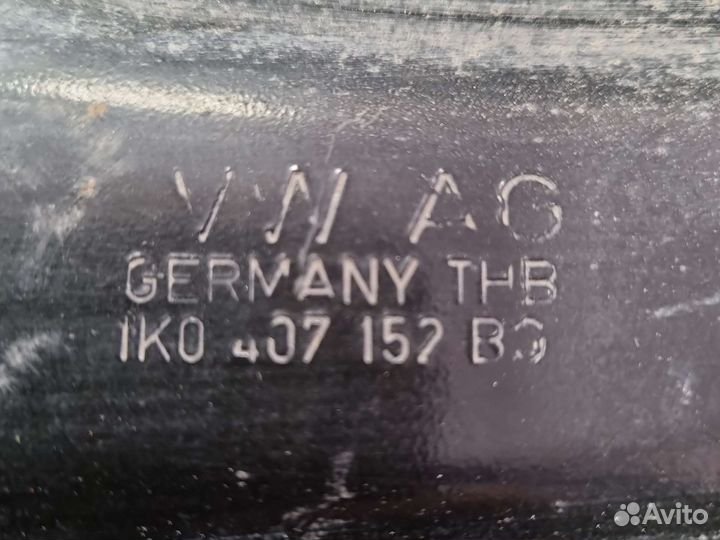 VW AG
GERMANY THB
1K0 407 152
Avito